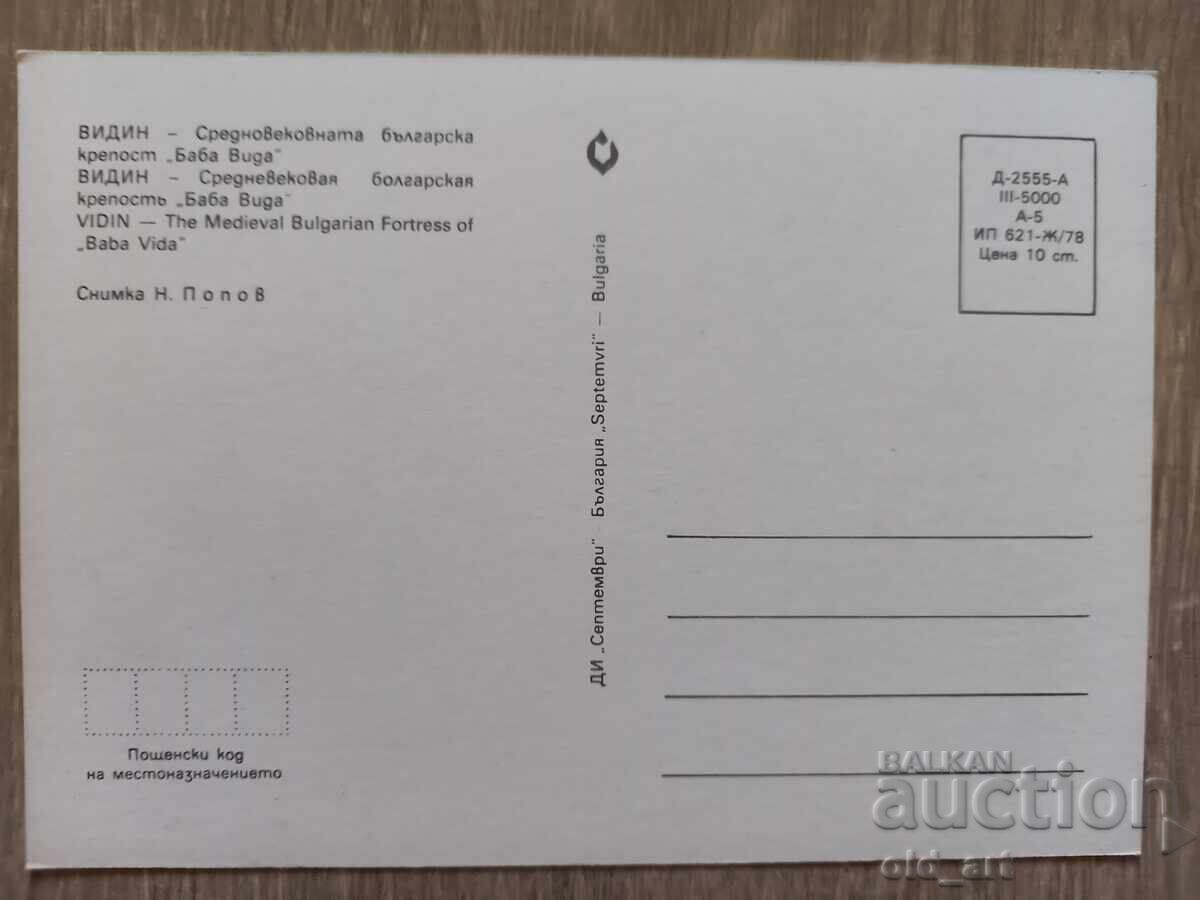 ВИДИН – Средновековната българска
крепост „Баба Вида“
ВИДИН – Средневековая болгарская
крепость „Баба Вида“
VIDIN — The Medieval Bulgarian Fortress of
„Baba Vida“
Снимка Н. Попов
ДИ „Септември“ - България „Septemvri“ — Bulgaria
Д-2555-А
III-5000
А-5
ИП 621-Ж/78
Цена 10 ст.
Пощенски код
на местоназначението
BALKAN
auction
old_art